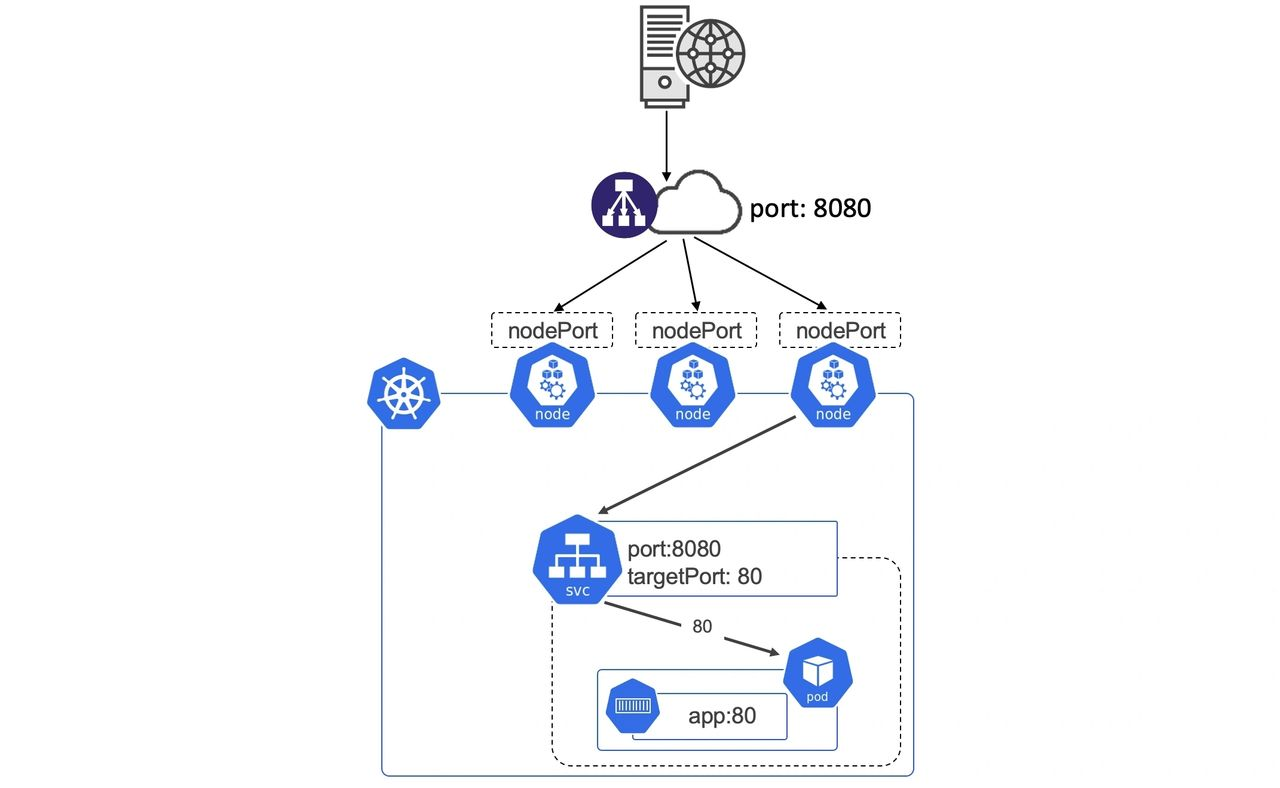 port: 8080
nodePort
nodePort
nodePort
node
node
node
port:8080
targetPort: 80
svc
80
pod
app:80